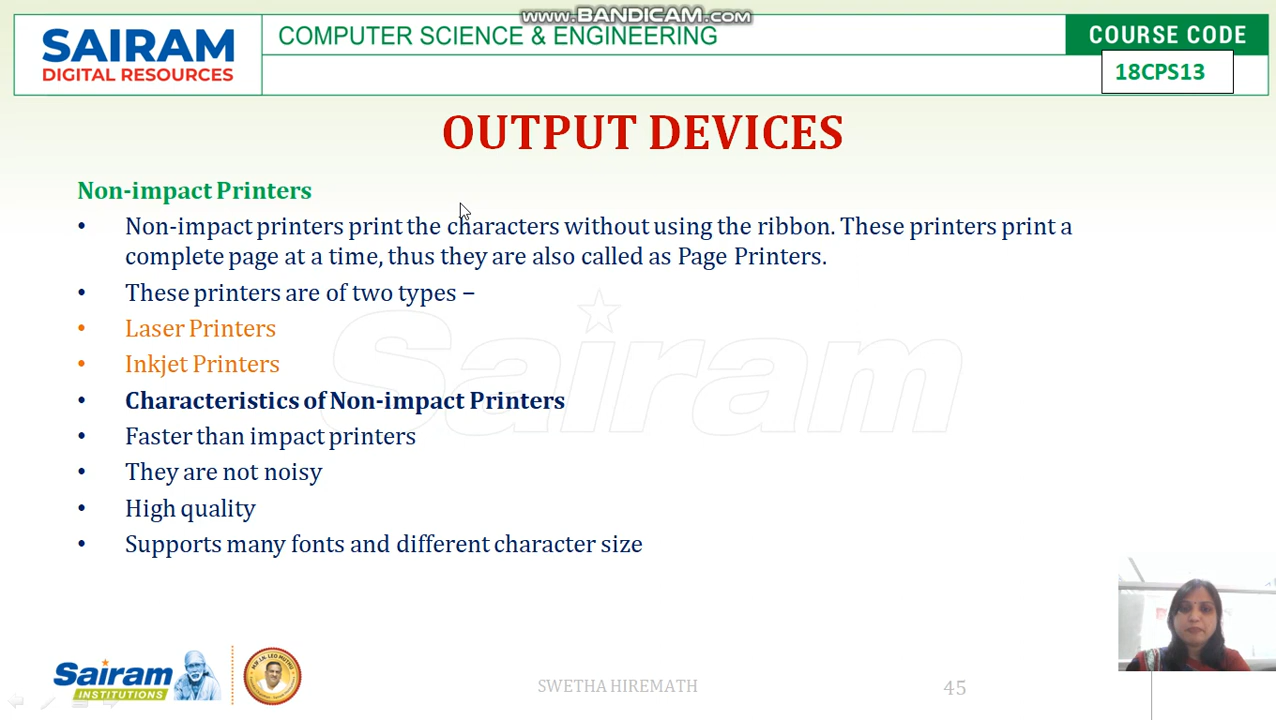 www.BANDICAM.com
SAIRAM
DIGITAL RESOURCES
COMPUTER SCIENCE & ENGINEERING
COURSE CODE
18CPS13
OUTPUT DEVICES
Non-impact Printers
• Non-impact printers print the characters without using the ribbon. These printers print a
complete page at a time, thus they are also called as Page Printers.
• These printers are of two types –
• Laser Printers
• Inkjet Printers
• Characteristics of Non-impact Printers
• Faster than impact printers
• They are not noisy
• High quality
• Supports many fonts and different character size
Sairam
Sairam
INSTITUTIONS
SWETHA HIREMATH
45